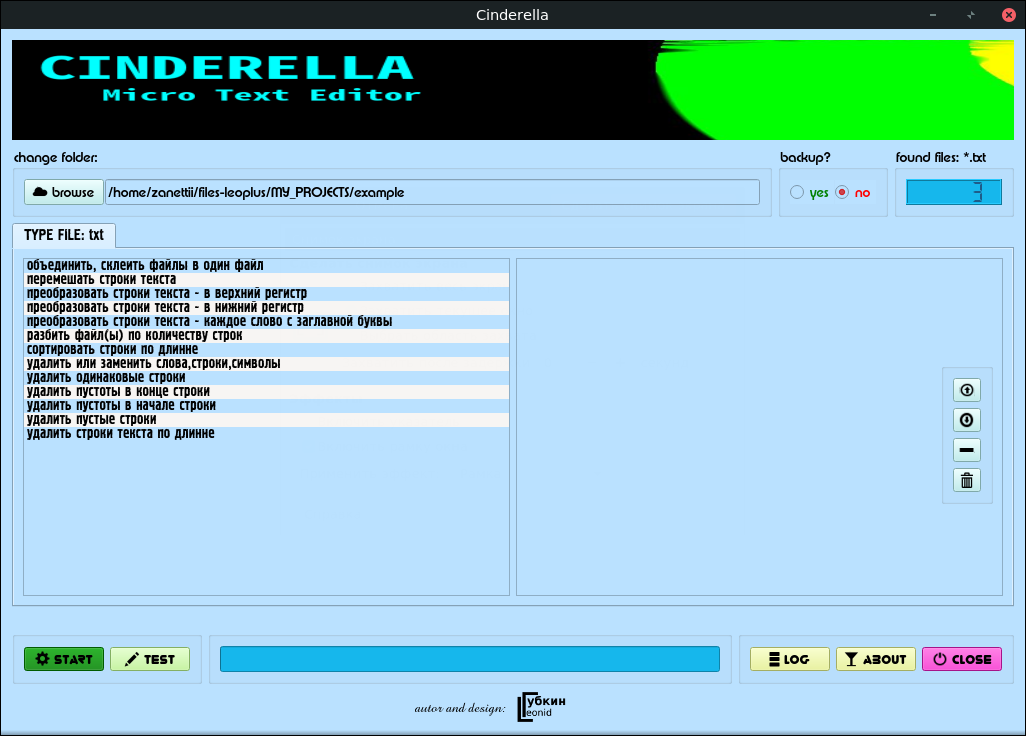 Cinderella
CINDERELLA
Micro Text Editor
change folder:
backup?
found files: *.txt
browse
/home/zanettii/files-leoplus/MY_PROJECTS/example
yes
no
3
TYPE FILE: txt
объединить, склеить файлы в один файл
перемешать строки текста
преобразовать строки текста - в верхний регистр
преобразовать строки текста - в нижний регистр
преобразовать строки текста - каждое слово с заглавной буквы
разбить файл(ы) по количеству строк
сортировать строки по длинне
удалить или заменить слова,строки,символы
удалить одинаковые строки
удалить пустоты в конце строки
удалить пустоты в начале строки
удалить пустые строки
удалить строки текста по длинне
START
TEST
LOG
ABOUT
CLOSE
autor and design:
Губкин
Leonid